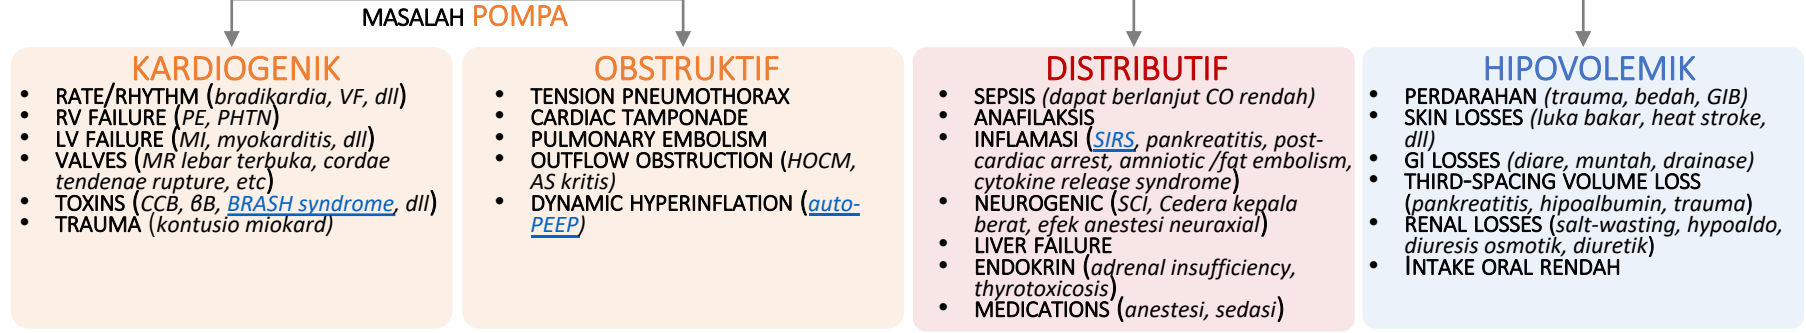 MASALAH POMPA
KARDIOGENIK
• RATE/RHYTHM (bradikardia, VF, dll)
• RV FAILURE (PE, PHTN)
• LV FAILURE (MI, myokarditis, dll)
• VALVES (MR lebar terbuka, cordae
tendenae rupture, etc)
• TOXINS (CCB, βB, BRASH syndrome, dll)
• TRAUMA (kontusio miokard)
OBSTRUKTIF
• TENSION PNEUMOTHORAX
• CARDIAC TAMPONADE
• PULMONARY EMBOLISM
• OUTFLOW OBSTRUCTION (HOCM,
AS kritis)
• DYNAMIC HYPERINFLATION (auto-
PEEP)
DISTRIBUTIF
• SEPSIS (dapat berlanjut CO rendah)
• ANAFILAKSIS
• INFLAMASI (SIRS, pankreatitis, post-
cardiac arrest, amniotic /fat embolism,
cytokine release syndrome)
• NEUROGENIC (SCI, Cedera kepala
berat, efek anestesi neuraxial)
• LIVER FAILURE
• ENDOKRIN (adrenal insufficiency,
thyrotoxicosis)
• MEDICATIONS (anestesi, sedasi)
HIPOVOLEMIK
• PERDARAHAN (trauma, bedah, GIB)
• SKIN LOSSES (luka bakar, heat stroke,
dll)
• GI LOSSES (diare, muntah, drainase)
• THIRD-SPACING VOLUME LOSS
(pankreatitis, hipoalbumin, trauma)
• RENAL LOSSES (salt-wasting, hypoaldo,
diuresis osmotik, diuretik)
• INTAKE ORAL RENDAH